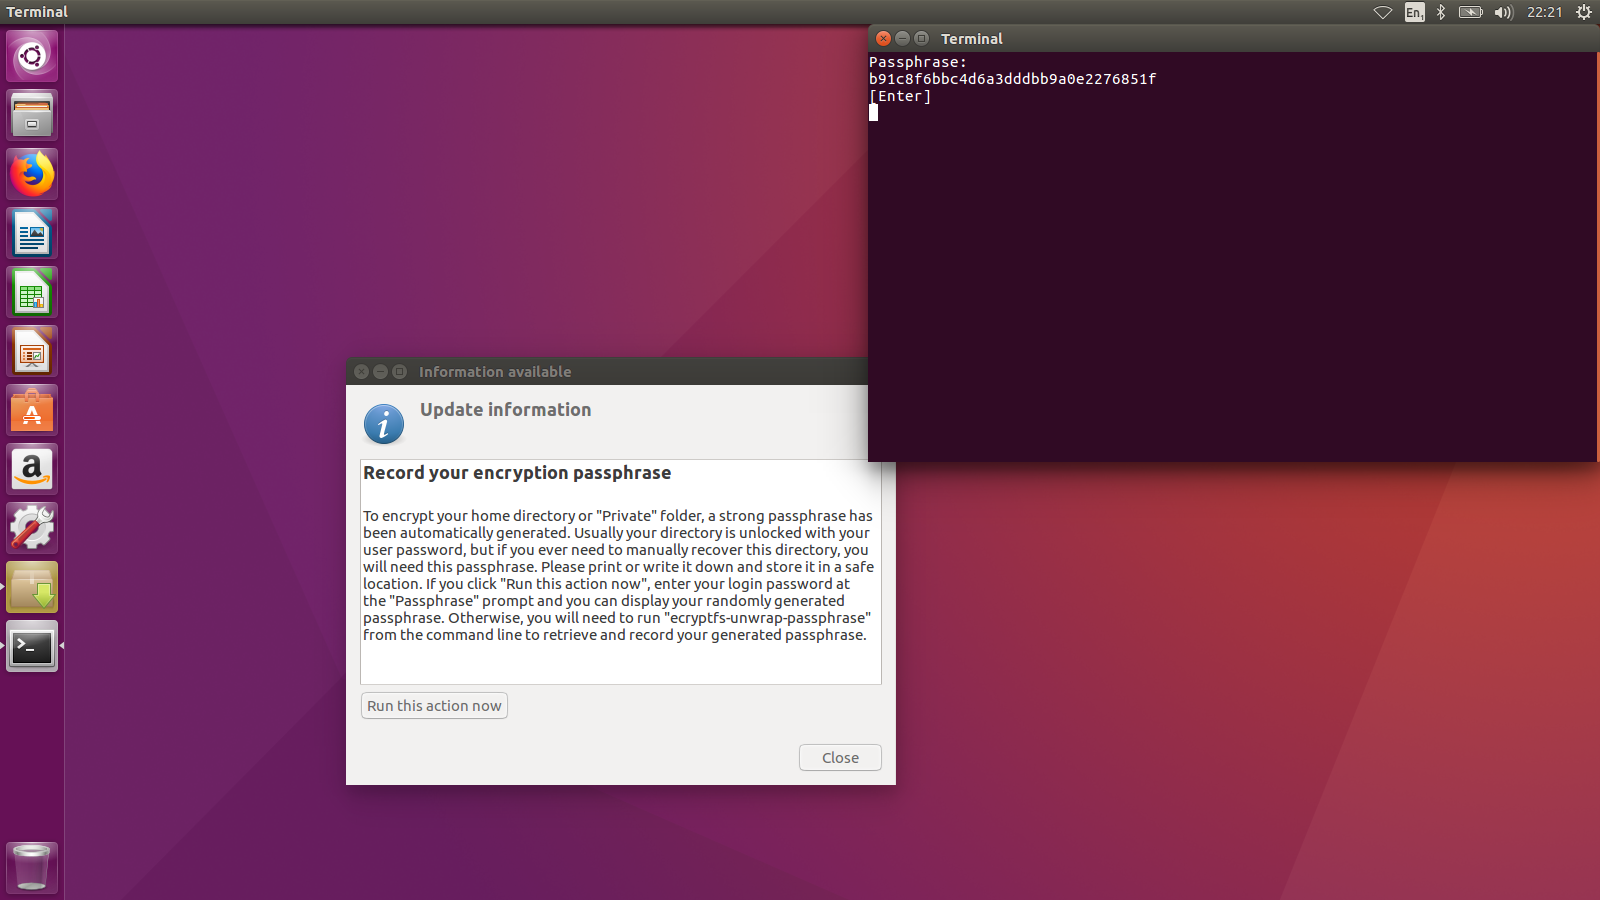 Terminal
En1
22:21
Terminal
Passphrase:
b91c8f6bbc4d6a3dddbb9a0e2276851f
[Enter]
Information available
Update information
Record your encryption passphrase
To encrypt your home directory or "Private" folder, a strong passphrase has
been automatically generated. Usually your directory is unlocked with your
user password, but if you ever need to manually recover this directory, you
will need this passphrase. Please print or write it down and store it in a safe
location. If you click "Run this action now", enter your login password at
the "Passphrase" prompt and you can display your randomly generated
passphrase. Otherwise, you will need to run "ecryptfs-unwrap-passphrase"
from the command line to retrieve and record your generated passphrase.
Run this action now
Close